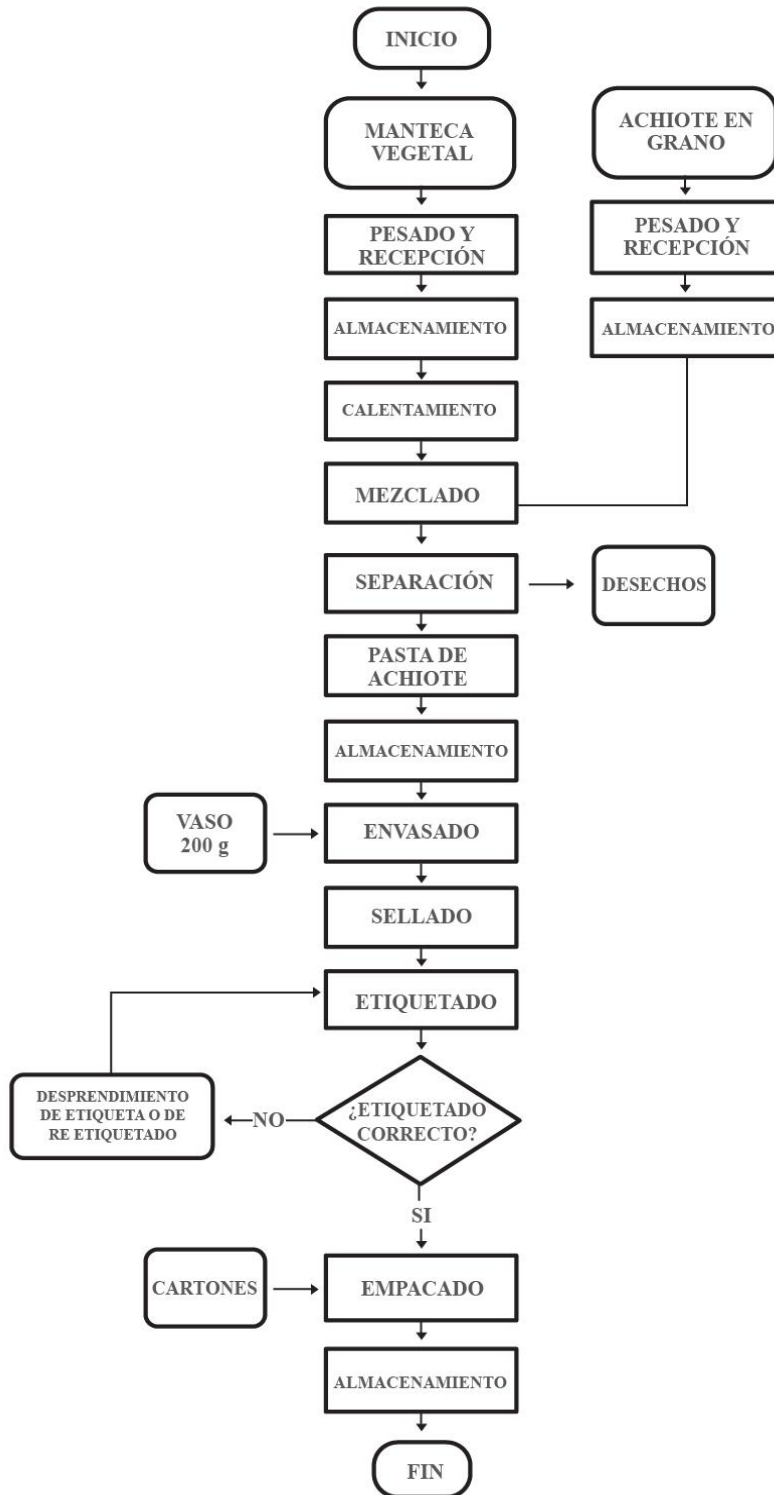 INICIO
MANTECA
VEGETAL
ACHIOTE EN
GRANO
PESADO Y
RECEPCIÓN
PESADO Y
RECEPCIÓN
ALMACENAMIENTO
ALMACENAMIENTO
CALENTAMIENTO
MEZCLADO
SEPARACIÓN
DESECHOS
PASTA DE
ACHIOTE
ALMACENAMIENTO
VASO
200 g
ENVASADO
SELLADO
ETIQUETADO
DESPRENDIMIENTO
DE ETIQUETA O DE
RE ETIQUETADO
NO
¿ETIQUETADO
CORRECTO?
SI
CARTONES
EMPACADO
ALMACENAMIENTO
FIN